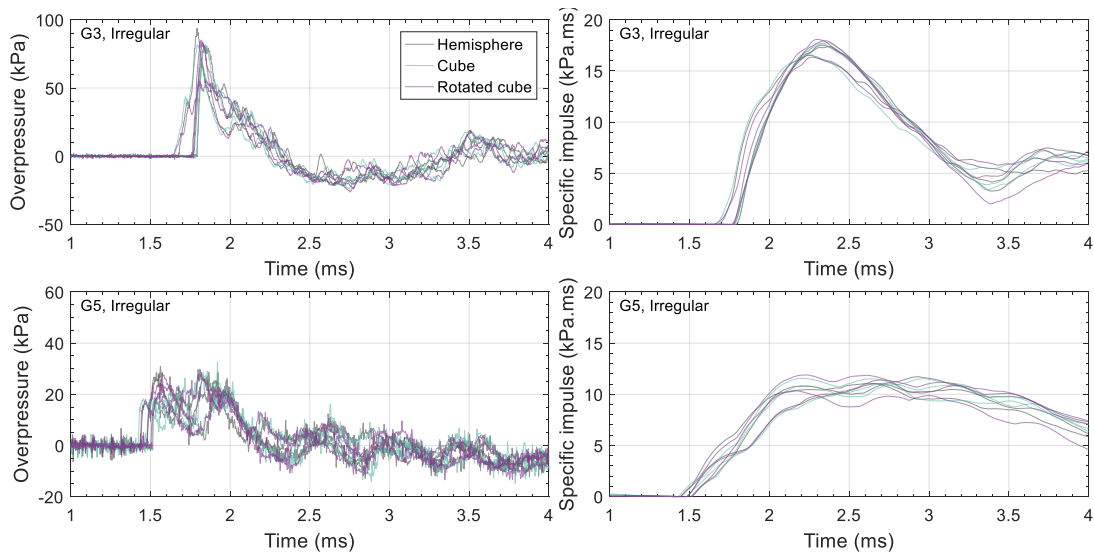 100
50
0
-50
Overpressure (kPa)
G3, Irregular
Hemisphere
Cube
Rotated cube
1 1.5 2 2.5 3 3.5 4
Time (ms)
20
15
10
5
0
Specific impulse (kPa.ms)
G3, Irregular
1 1.5 2 2.5 3 3.5 4
Time (ms)
60
40
20
0
-20
Overpressure (kPa)
G5, Irregular
1 1.5 2 2.5 3 3.5 4
Time (ms)
20
15
10
5
0
Specific impulse (kPa.ms)
G5, Irregular
1 1.5 2 2.5 3 3.5 4
Time (ms)